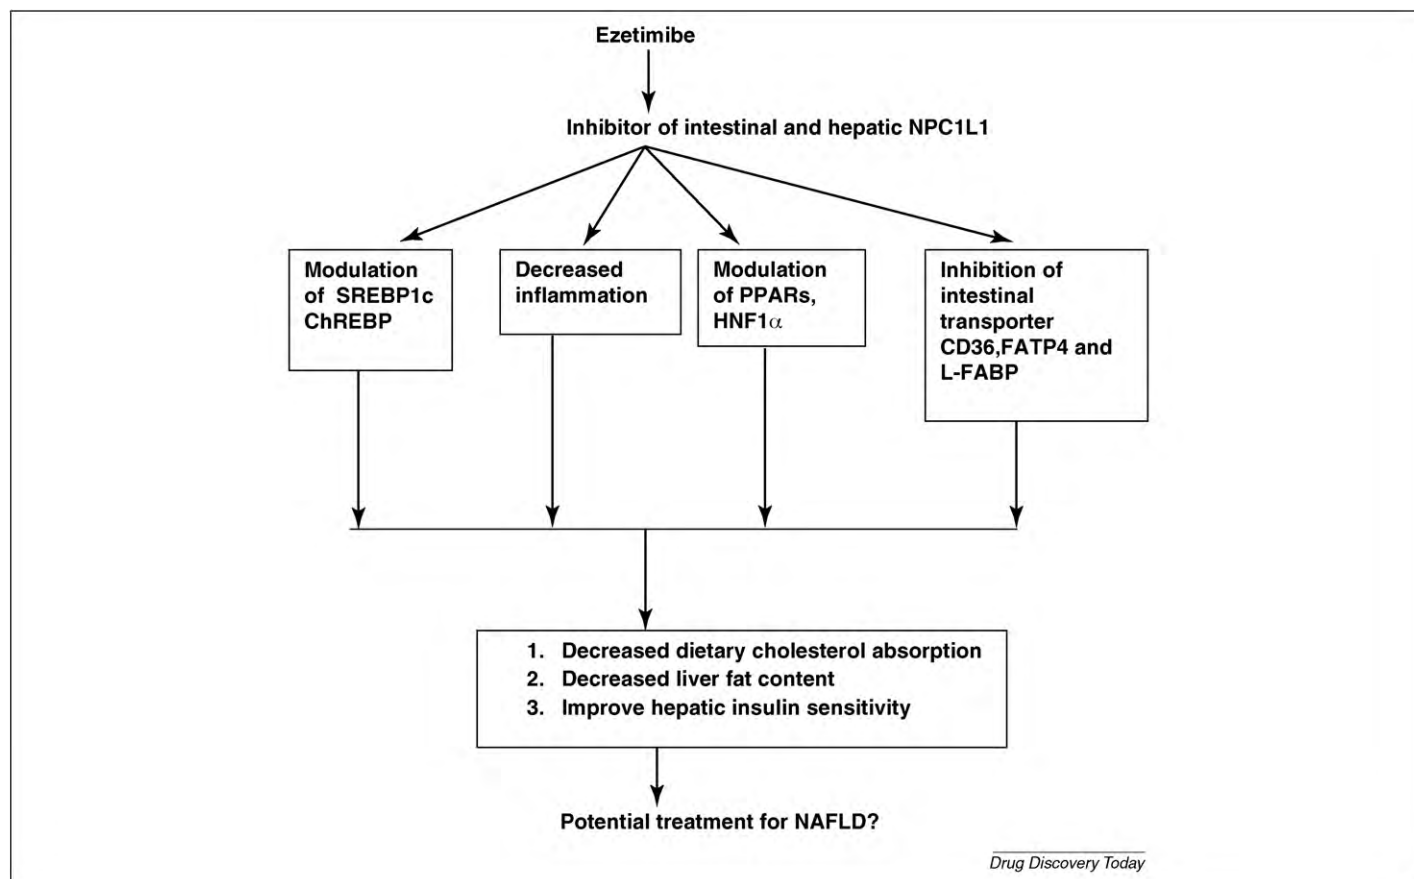 Ezetimibe
Inhibitor of intestinal and hepatic NPC1L1
Modulation
of SREBP1c
ChREBP
Decreased
inflammation
Modulation
of PPARs,
HNF1α
Inhibition of
intestinal
transporter
CD36,FATP4 and
L-FABP
1. Decreased dietary cholesterol absorption
2. Decreased liver fat content
3. Improve hepatic insulin sensitivity
Potential treatment for NAFLD?
Drug Discovery Today